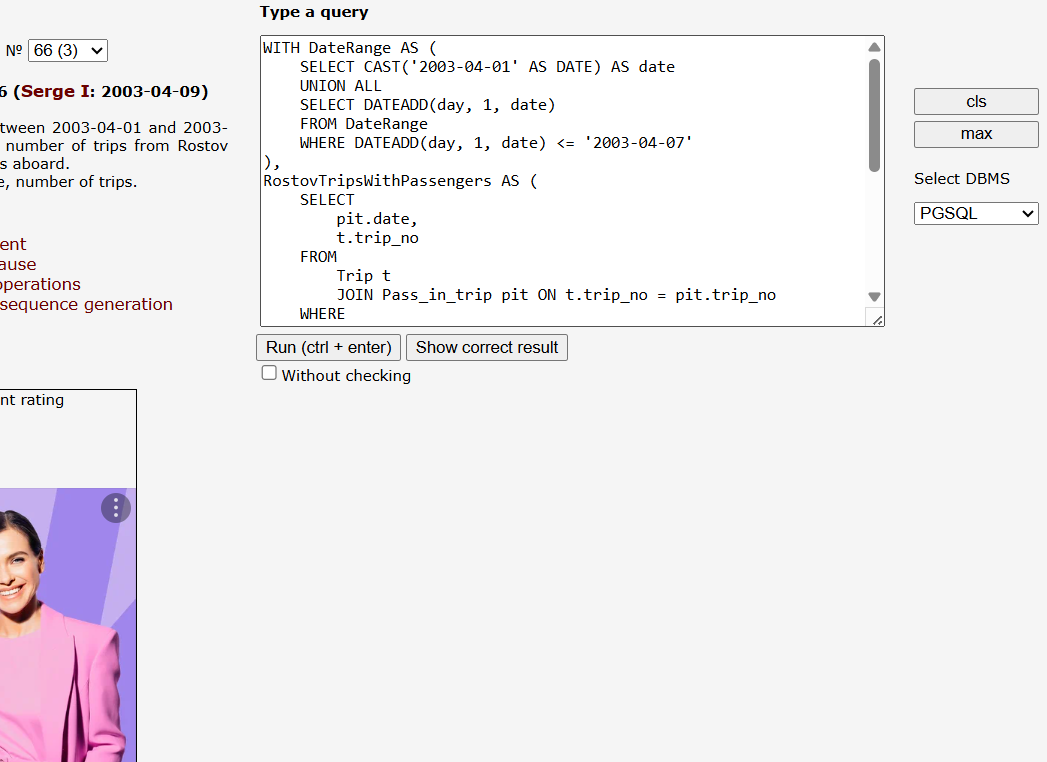 Type a query
Nº 66 (3)
6 (Serge I: 2003-04-09)
tween 2003-04-01 and 2003-
number of trips from Rostov
s aboard.
e, number of trips.
ent
ause
operations
sequence generation
WITH DateRange AS (
    SELECT CAST('2003-04-01' AS DATE) AS date
    UNION ALL
    SELECT DATEADD(day, 1, date)
    FROM DateRange
    WHERE DATEADD(day, 1, date) <= '2003-04-07'
),
RostovTripsWithPassengers AS (
    SELECT
        pit.date,
        t.trip_no
    FROM
        Trip t
        JOIN Pass_in_trip pit ON t.trip_no = pit.trip_no
    WHERE
cls
max
Select DBMS
PGSQL
Run (ctrl + enter) Show correct result
Without checking
nt rating